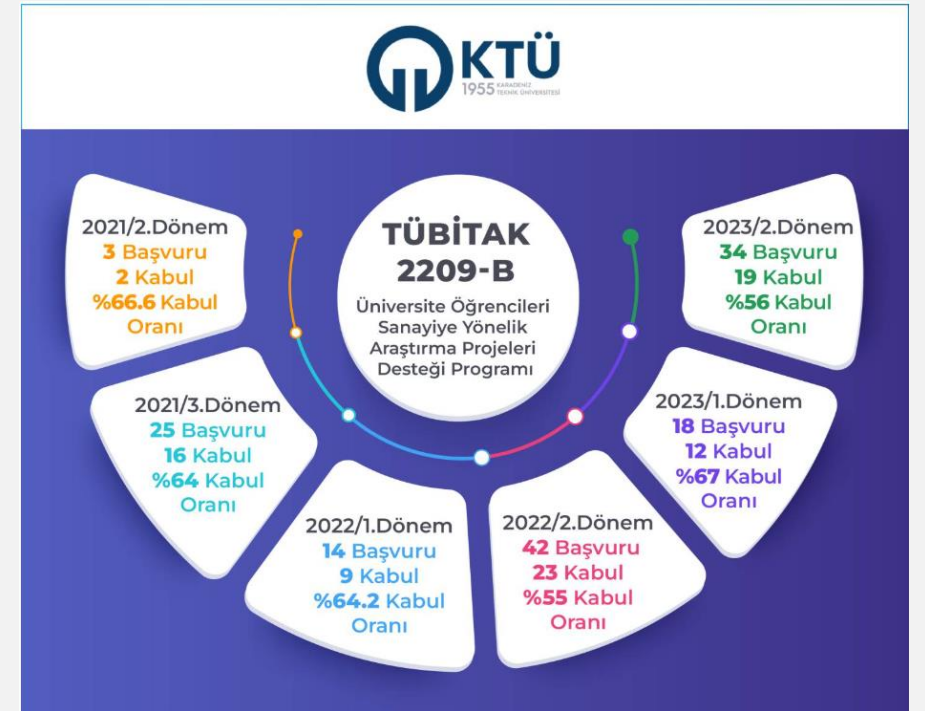 KTÜ
1955 KARADENİZ
TEKNİK ÜNİVERSİTESİ
TÜBİTAK
2209-B
Üniversite Öğrencileri
Sanayiye Yönelik
Araştırma Projeleri
Desteği Programı
2021/2.Dönem
3 Başvuru
2 Kabul
%66.6 Kabul
Oranı
2021/3.Dönem
25 Başvuru
16 Kabul
%64 Kabul
Oranı
2022/1.Dönem
14 Başvuru
9 Kabul
%64.2 Kabul
Oranı
2022/2.Dönem
42 Başvuru
23 Kabul
%55 Kabul
Oranı
2023/1.Dönem
18 Başvuru
12 Kabul
%67 Kabul
Oranı
2023/2.Dönem
34 Başvuru
19 Kabul
%56 Kabul
Oranı